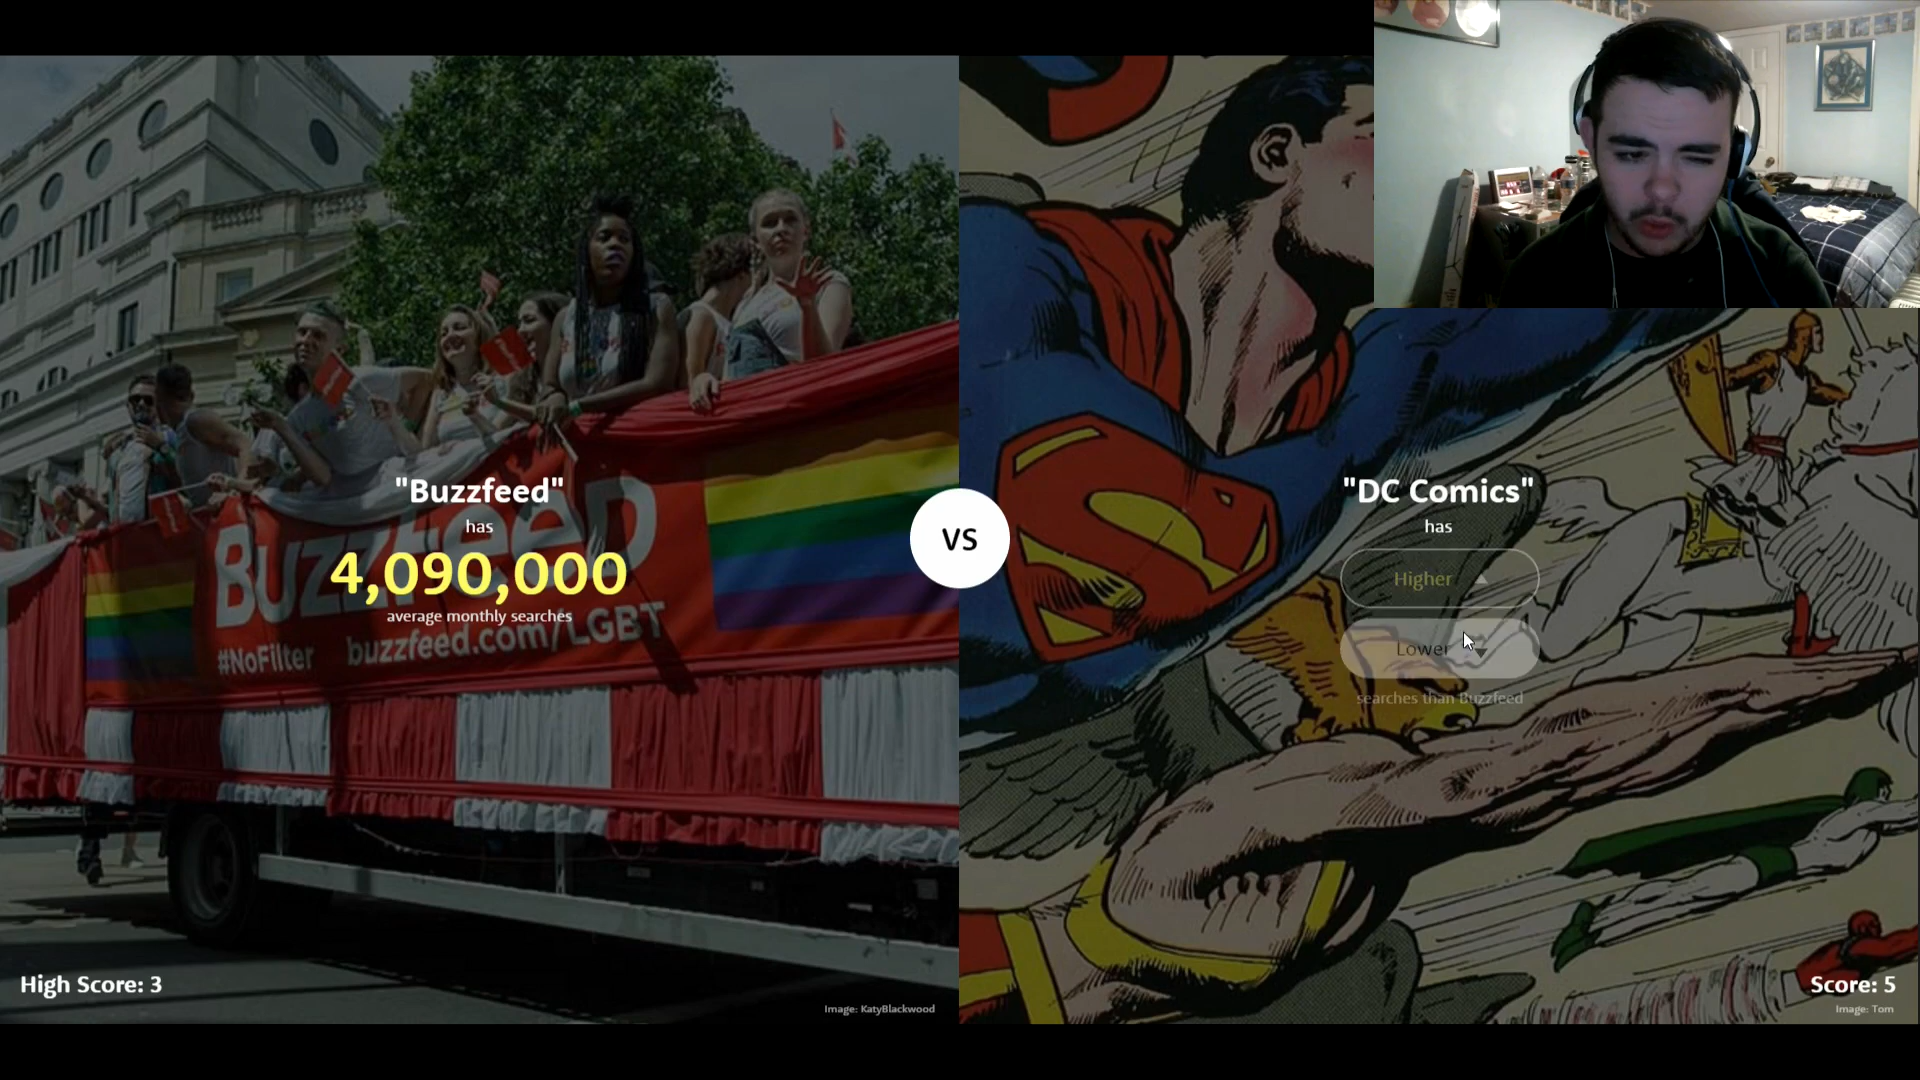 BuzzFeed
#NoFilter buzzfeed.com/LGBT
"Buzzfeed"
has
4,090,000
average monthly searches
VS
"DC Comics"
has
Higher
Lower
searches than Buzzfeed
High Score: 3
Image: KatyBlackwood
Score: 5
Image: Tom